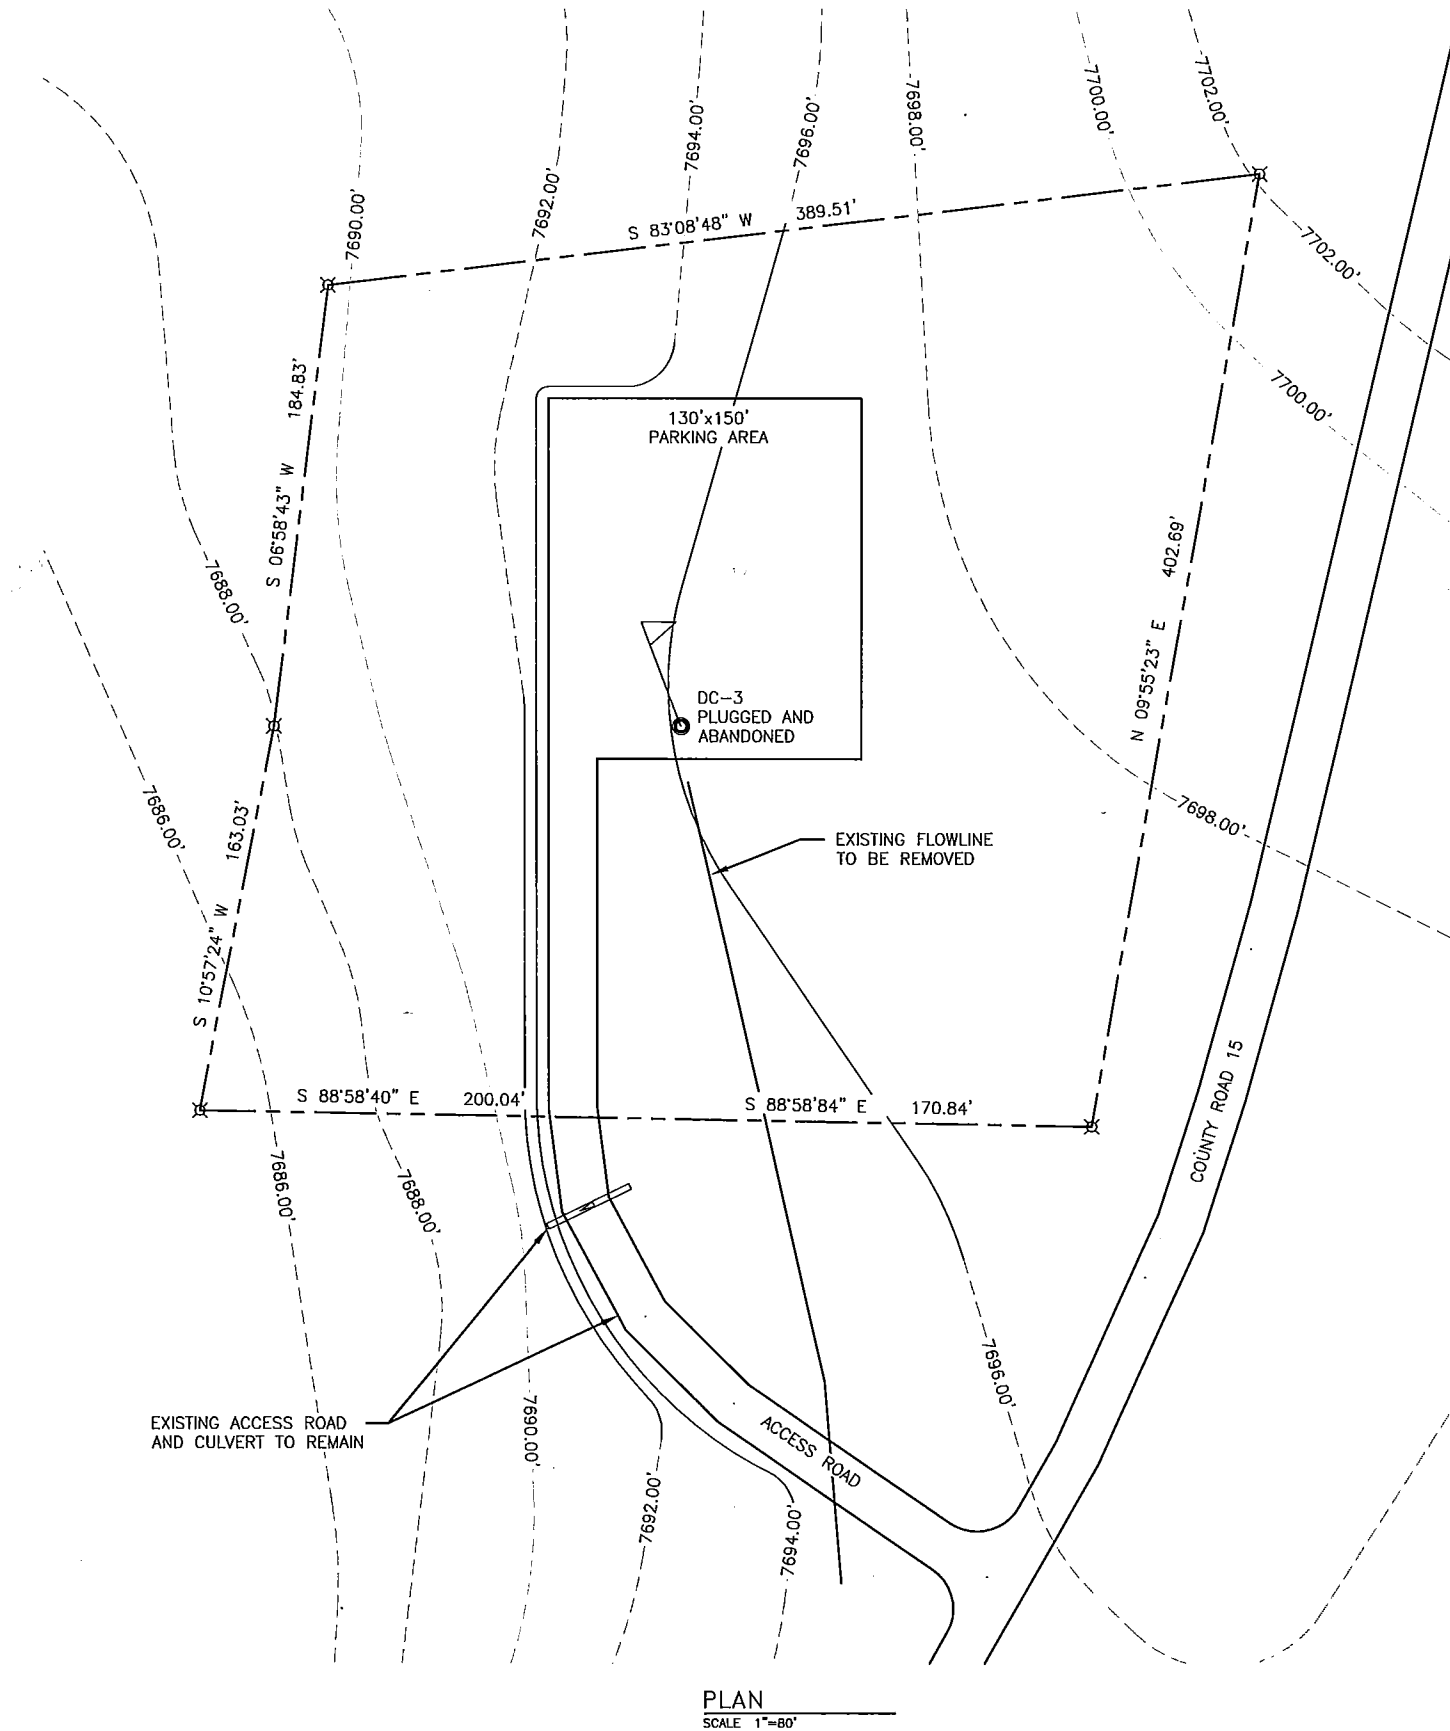 7702.00'
7700.00'
7698.00'
7696.00'
7694.00'
7692.00'
7690.00'
S 83°08'48" W 389.51'
7702.00'
7700.00'
184.83'
S 06°58'43" W
130'x150'
PARKING AREA
402.69'
N 09°55'23" E
7688.00'
DC-3
PLUGGED AND
ABANDONED
7686.00'
163.03'
S 10°57'24" W
7698.00'
EXISTING FLOWLINE
TO BE REMOVED
S 88°58'40" E 200.04'
S 88°58'84" E 170.84'
COUNTY ROAD 15
7686.00'
7688.00'
7696.00'
EXISTING ACCESS ROAD
AND CULVERT TO REMAIN
7690.00'
ACCESS ROAD
7692.00'
7694.00'
PLAN
SCALE 1"=80'